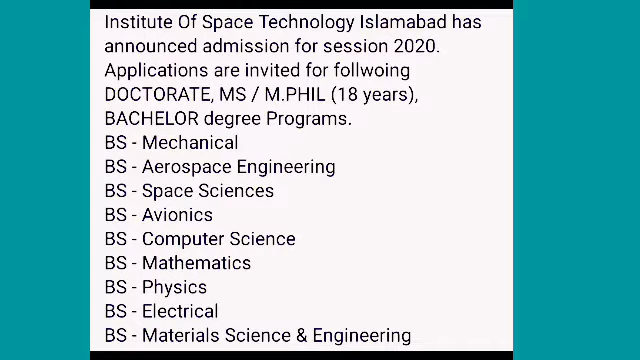 Institute Of Space Technology Islamabad has
announced admission for session 2020.
Applications are invited for follwoing
DOCTORATE, MS / M.PHIL (18 years),
BACHELOR degree Programs.
BS - Mechanical
BS - Aerospace Engineering
BS - Space Sciences
BS - Avionics
BS - Computer Science
BS - Mathematics
BS - Physics
BS - Electrical
BS - Materials Science & Engineering